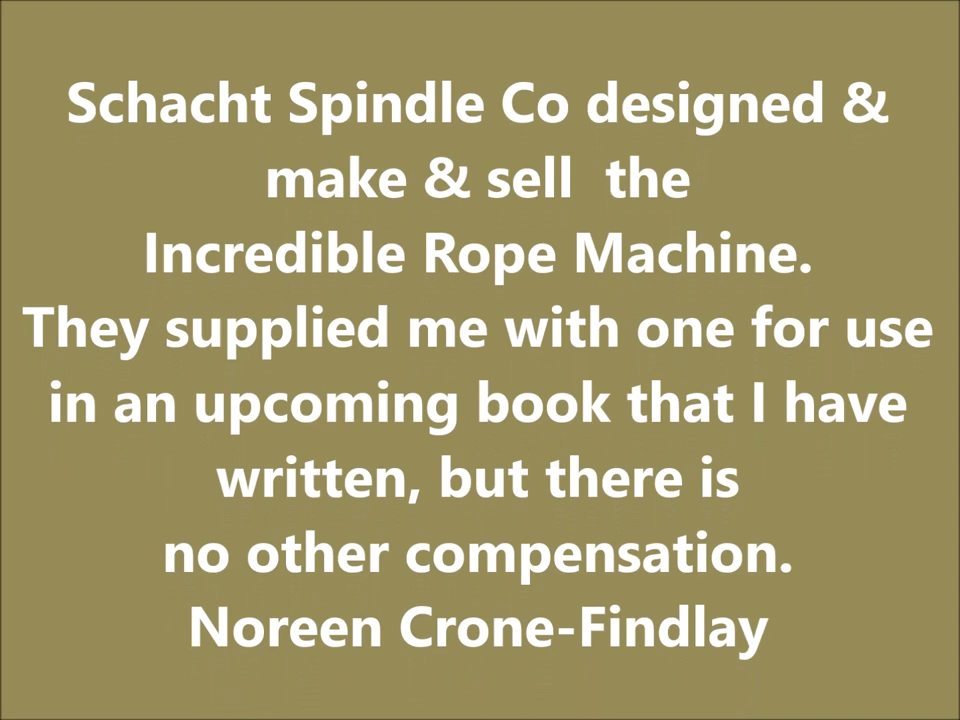 Schacht Spindle Co designed &
make & sell  the
Incredible Rope Machine.
They supplied me with one for use
in an upcoming book that I have
written, but there is
no other compensation.
Noreen Crone-Findlay